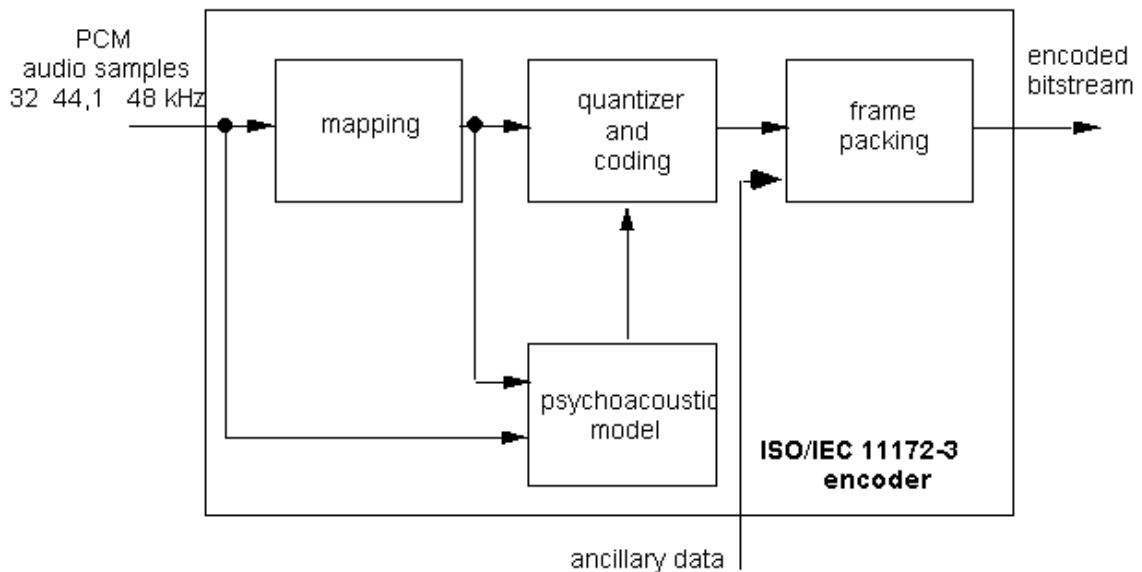 PCM
audio samples
32 44,1 48 kHz
mapping
quantizer
and
coding
frame
packing
encoded
bitstream
psychoacoustic
model
ISO/IEC 11172-3
encoder
ancillary data